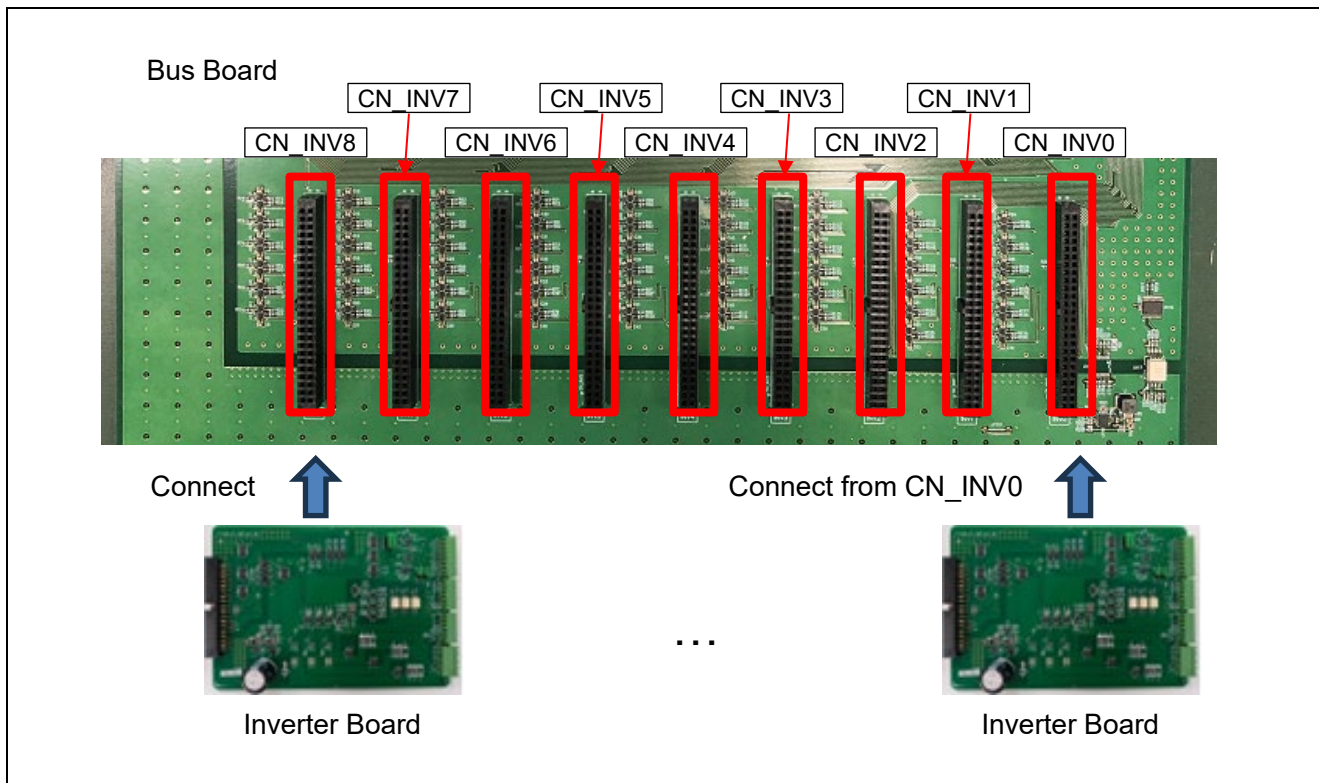 Bus Board
CN_INV7
CN_INV5
CN_INV3
CN_INV1
CN_INV8
CN_INV6
CN_INV4
CN_INV2
CN_INV0
Connect
Connect from CN_INV0
...
Inverter Board
Inverter Board